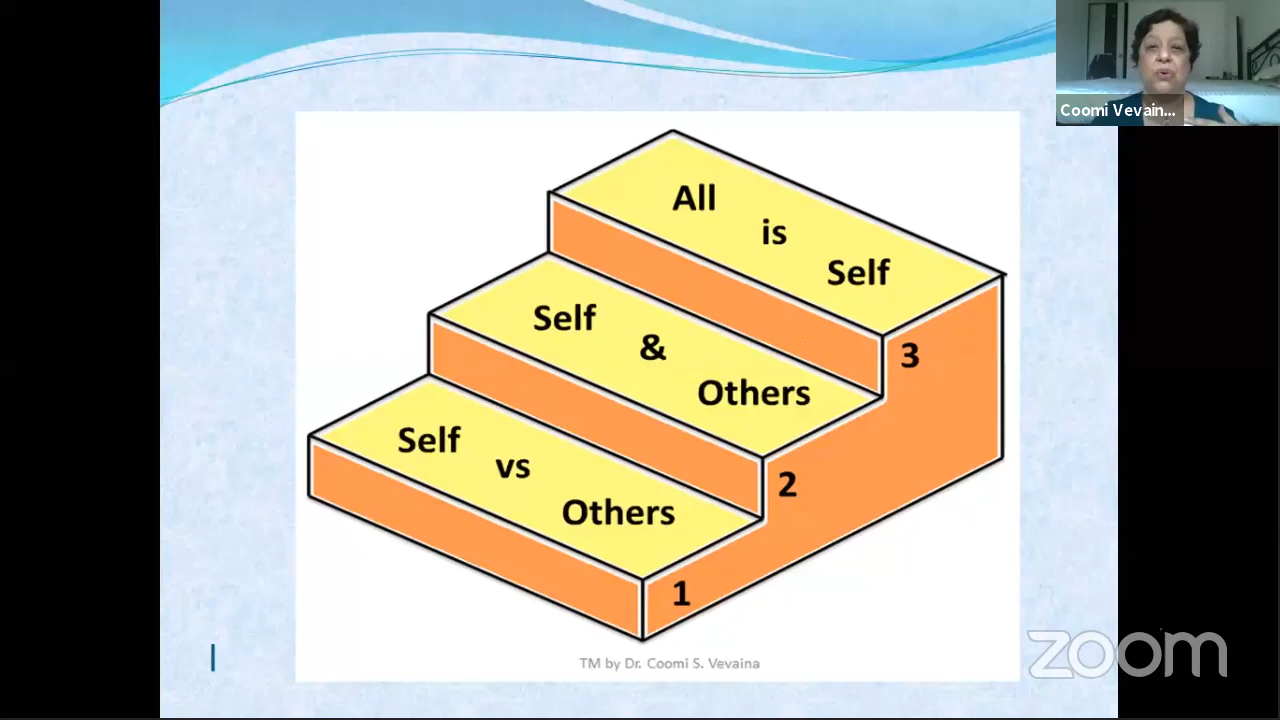 Coomi Vevain...
All
is
Self
3
Self
&
Others
2
Self
vs
Others
1
TM by Dr. Coomi S. Vevaina
zoom